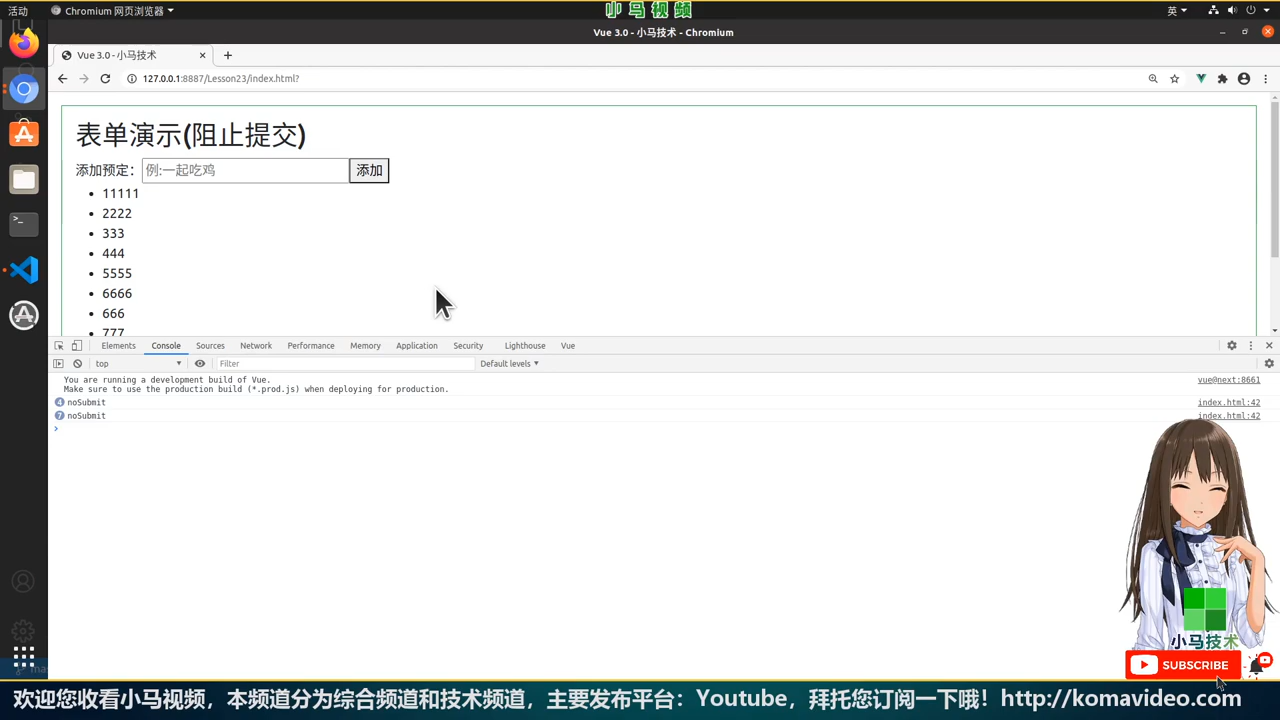 活动
Chromium 网页浏览器
小马视频
英
Vue 3.0 - 小马技术 - Chromium
Vue 3.0 - 小马技术
127.0.0.1:8887/Lesson23/index.html?
表单演示(阻止提交)
添加预定：
例:一起吃鸡
添加
11111
2222
333
444
5555
6666
666
777
Elements
Console
Sources
Network
Performance
Memory
Application
Security
Lighthouse
Vue
top
Filter
Default levels
You are running a development build of Vue.
Make sure to use the production build (*.prod.js) when deploying for production.
vue@next:8661
4 noSubmit
index.html:42
7 noSubmit
index.html:42
小马技术
SUBSCRIBE
欢迎您收看小马视频，本频道分为综合频道和技术频道，主要发布平台：Youtube，拜托您订阅一下哦！http://komavideo.com